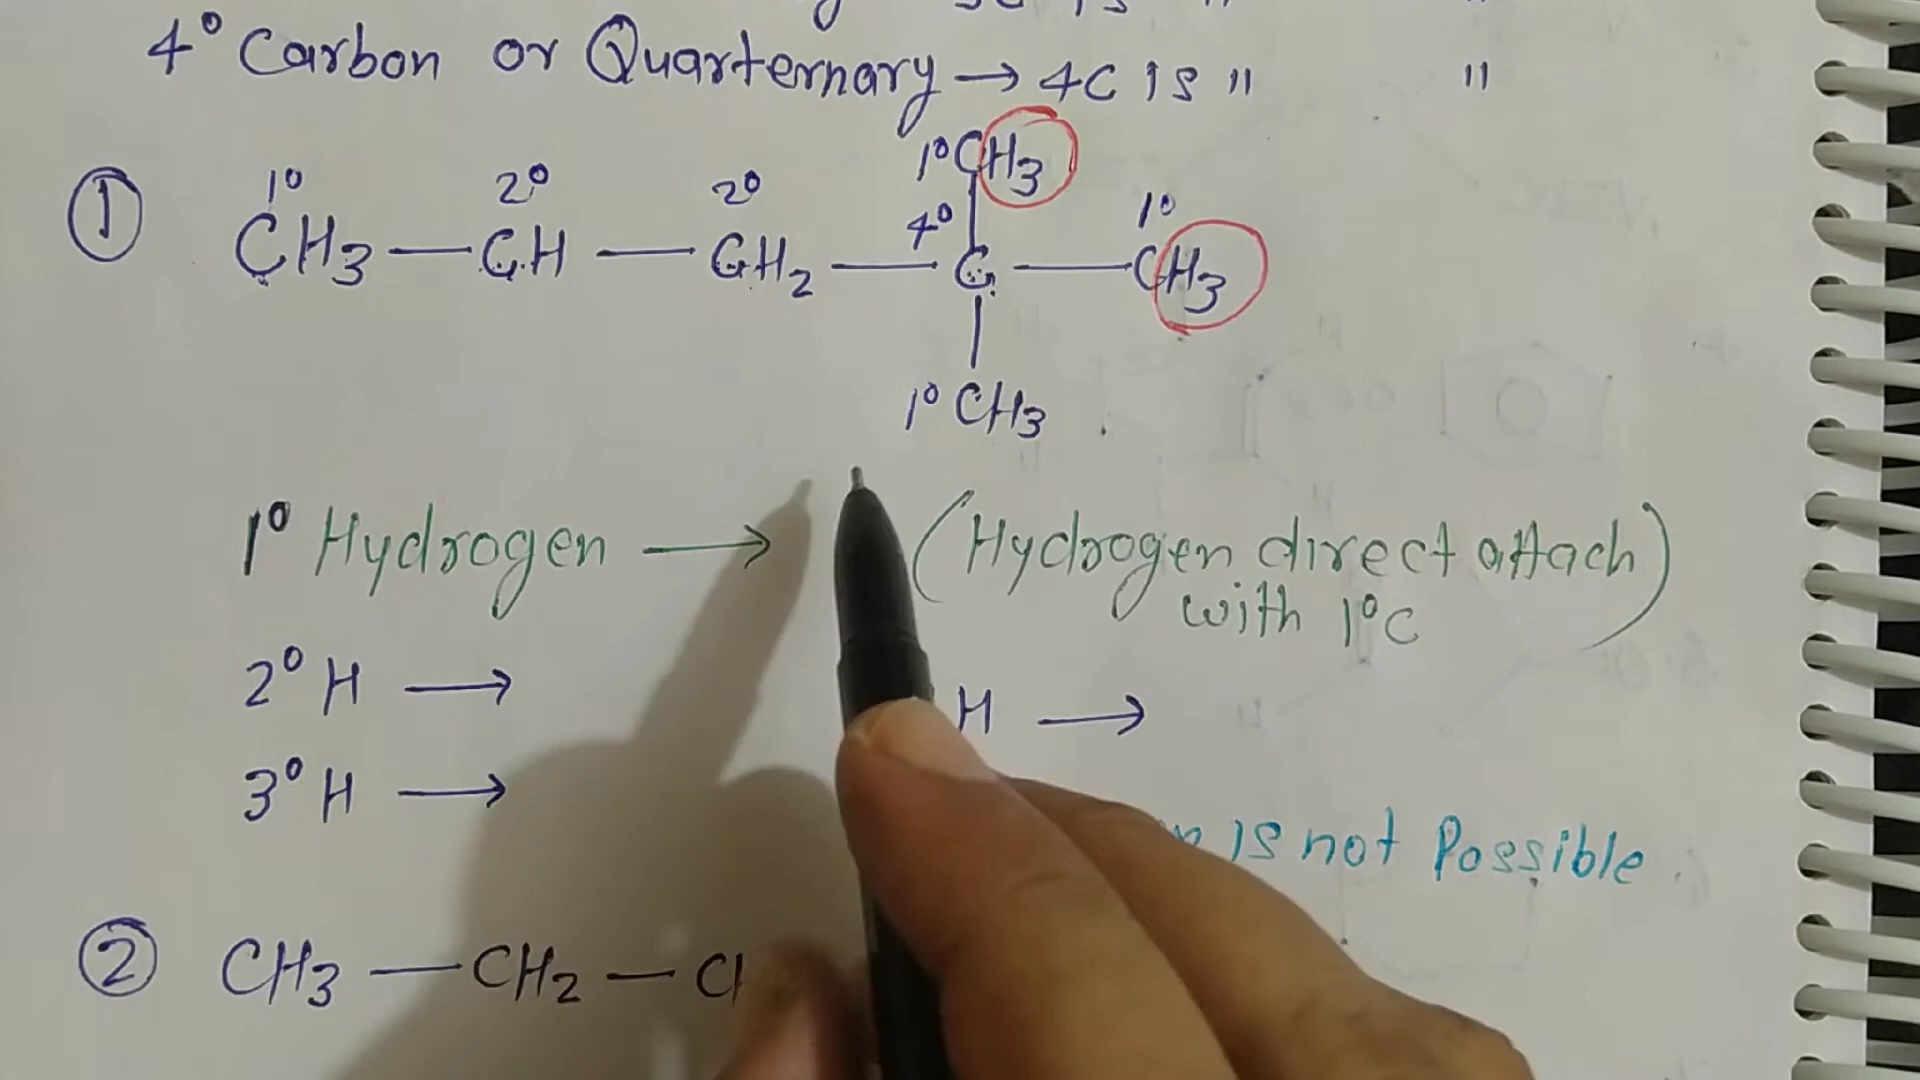 4° Carbon or Quarternary → 4C is " "
1° CH3
① 1° 2° 2° 4° 1°
CH3 — CH — CH2 — C — CH3
1° CH3
1° Hydrogen → (Hydrogen direct attach)
with 1°C
2° H → H →
3° H →
is not Possible.
② CH3 — CH2 —